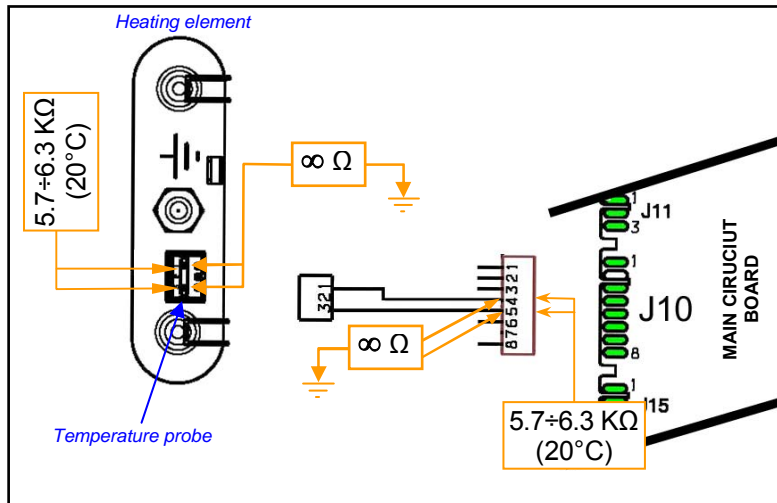 Heating element
5.7÷6.3 KΩ
(20°C)
∞ Ω
Temperature probe
321
∞ Ω
87654321
5.7÷6.3 KΩ
(20°C)
1
J11
3
1
J10
8
1
J15
MAIN CIRUCIUT
BOARD